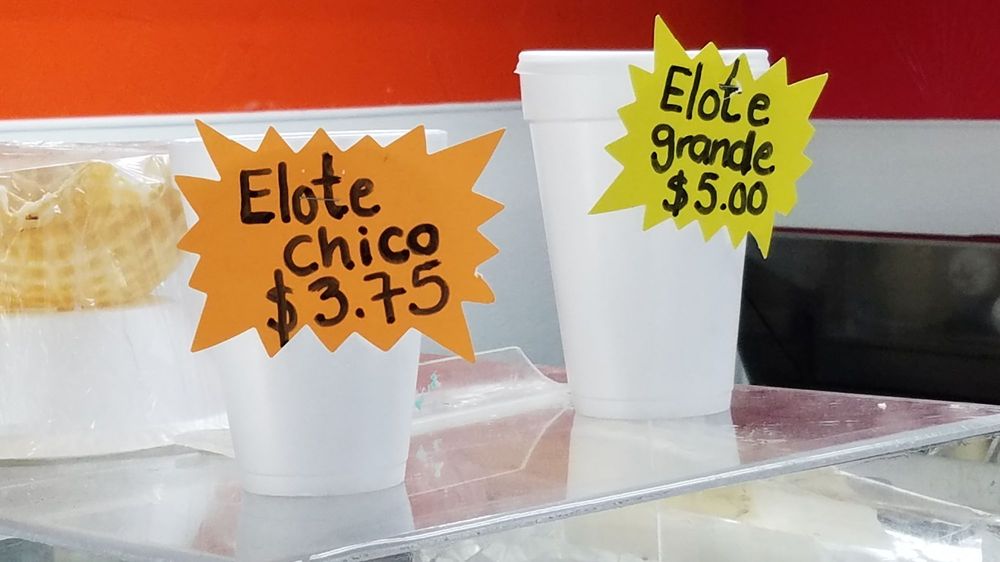 Elote
chico
$3.75
Elote
grande
$5.00